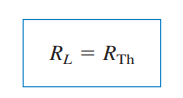 R_L = R_Th